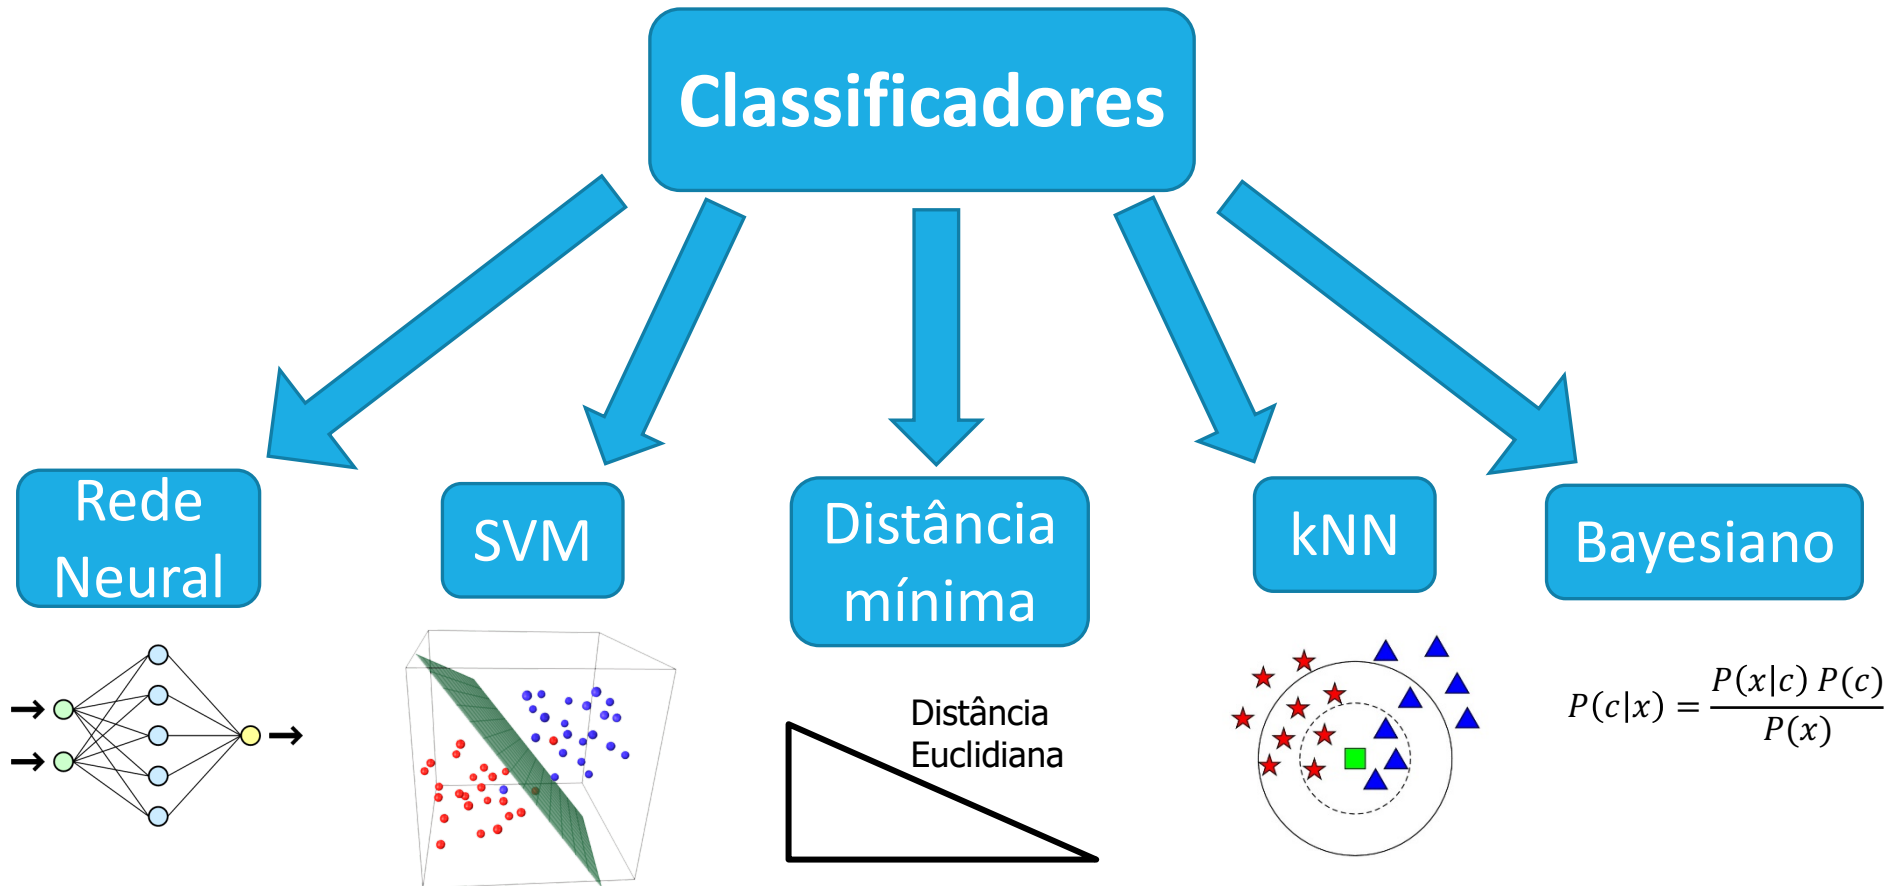 Classificadores
Rede
Neural
SVM
Distância
mínima
kNN
Bayesiano
Distância
Euclidiana
P(c|x) = P(x|c) P(c) / P(x)